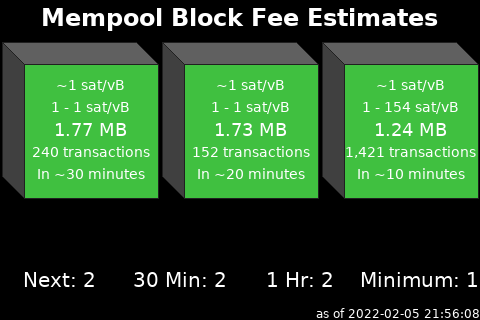 Mempool Block Fee Estimates
~1 sat/vB
1 - 1 sat/vB
1.77 MB
240 transactions
In ~30 minutes
~1 sat/vB
1 - 1 sat/vB
1.73 MB
152 transactions
In ~20 minutes
~1 sat/vB
1 - 154 sat/vB
1.24 MB
1,421 transactions
In ~10 minutes
Next: 2 30 Min: 2 1 Hr: 2 Minimum: 1
as of 2022-02-05 21:56:08